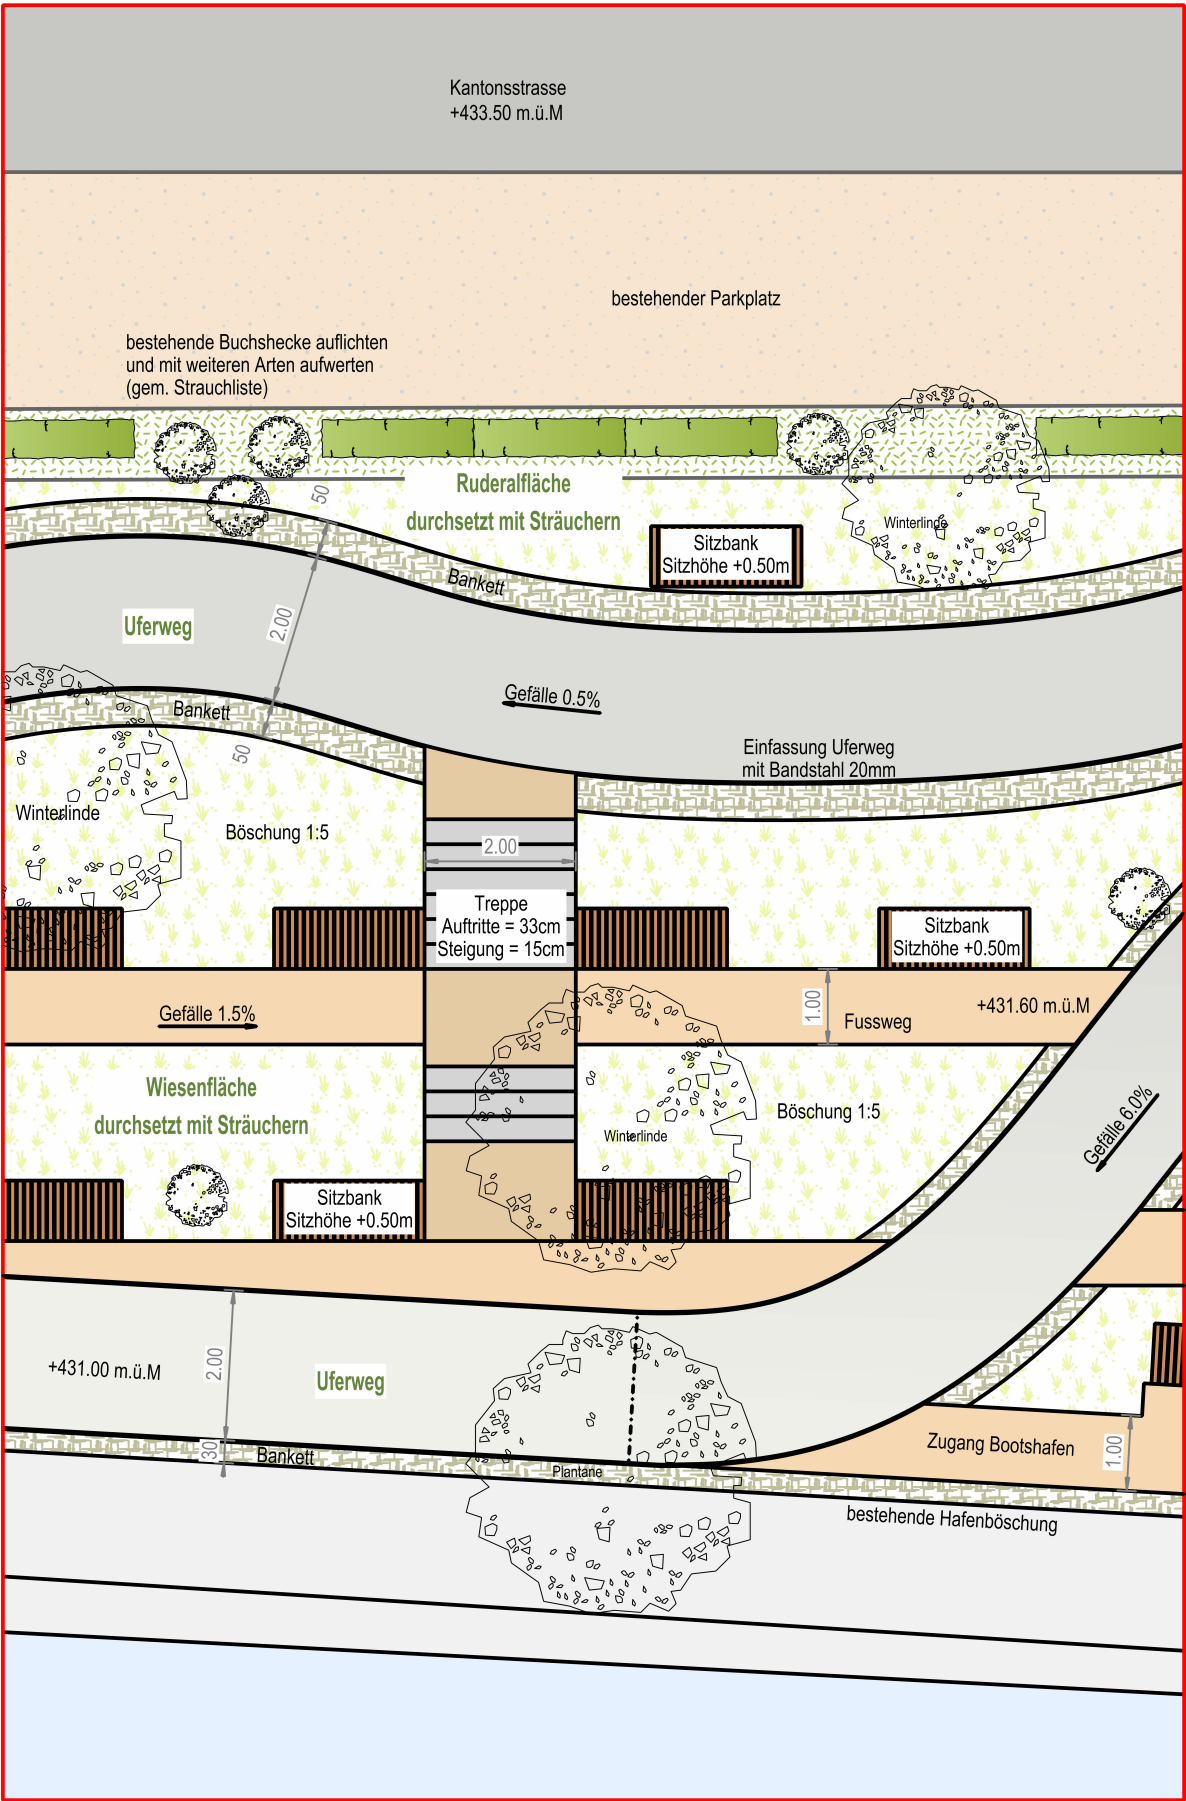 Kantonsstrasse
+433.50 m.ü.M
bestehender Parkplatz
bestehende Buchshecke auflichten
und mit weiteren Arten aufwerten
(gem. Strauchliste)
50
Ruderalfläche
durchsetzt mit Sträuchern
Winterlinde
Sitzbank
Sitzhöhe +0.50m
Bankett
Uferweg
2.00
Gefälle 0.5%
Bankett
50
Einfassung Uferweg
mit Bandstahl 20mm
Winterlinde
Böschung 1:5
2.00
Treppe
Auftritte = 33cm
Steigung = 15cm
Sitzbank
Sitzhöhe +0.50m
Gefälle 1.5%
1.00
+431.60 m.ü.M
Fussweg
Wiesenfläche
durchsetzt mit Sträuchern
Winterlinde
Böschung 1:5
Gefälle 6.0%
Sitzbank
Sitzhöhe +0.50m
+431.00 m.ü.M
2.00
Uferweg
30
Bankett
Plantane
Zugang Bootshafen
1.00
bestehende Hafenböschung